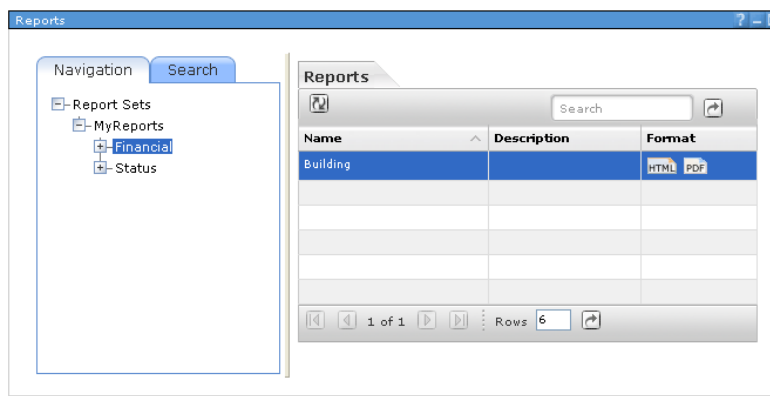 Reports
? –
Navigation Search
Report Sets
MyReports
Financial
Status
Reports
Search
Name Description Format
Building HTML PDF
1 of 1 Rows 6